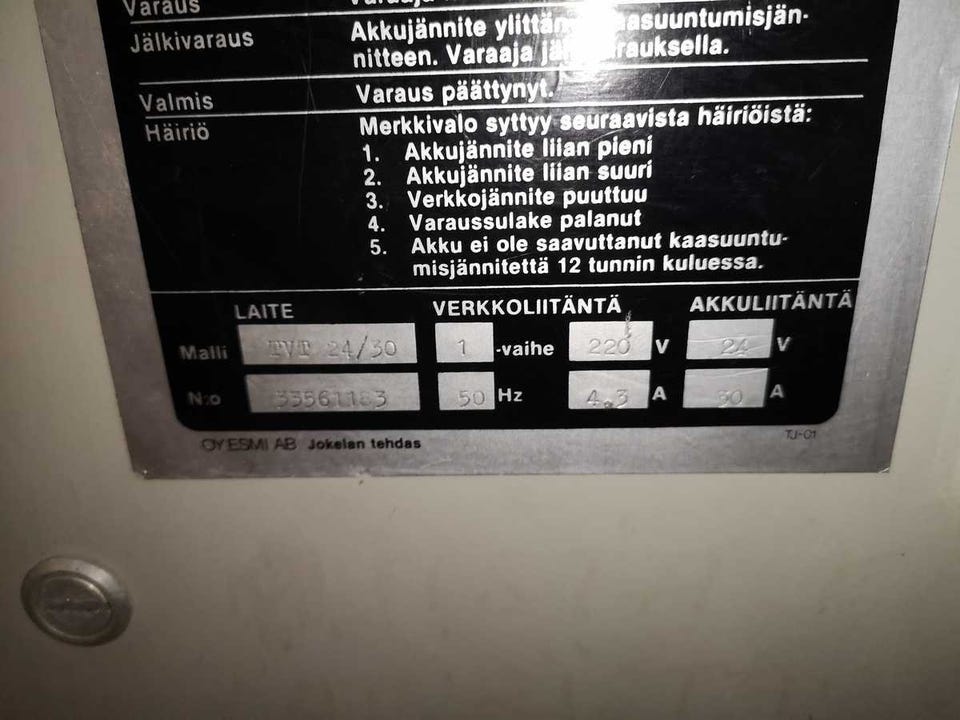 Varaus
Jälkivaraus Akkujännite kaasuuntumisjän-
nitteen. Varaaja
Valmis Varaus päättynyt.
Häiriö Merkkivalo syttyy seuraavista häiriöistä:
1. Akkujännite liian pieni
2. Akkujännite liian suuri
3. Verkkojännite puuttuu
4. Varaussulake palanut
5. Akku ei ole saavuttanut kaasuuntu-
misjännitettä 12 tunnin kuluessa.
LAITE VERKKOLIITÄNTÄ AKKULIITÄNTÄ
Malli TVT 24/30 1 -vaihe 220 V 24 V
N:o 50 Hz 4.3 A 30 A
OY ESMI AB Jokelan tehdas TJ-01